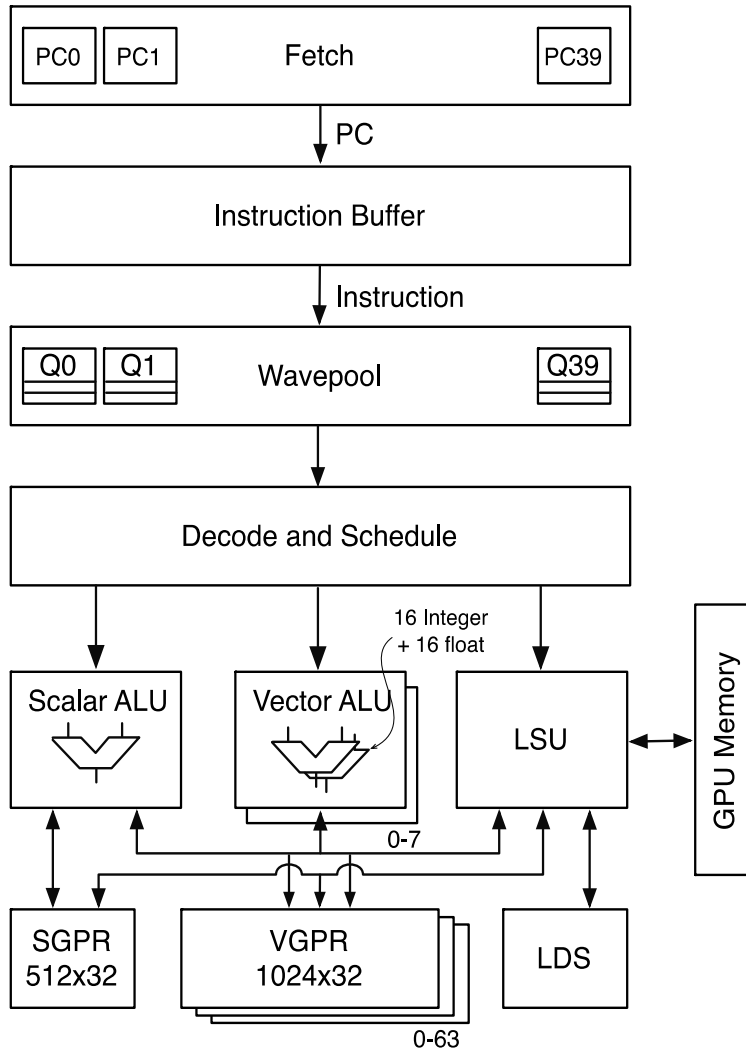 PC0 PC1 Fetch PC39
PC
Instruction Buffer
Instruction
Q0 Q1 Wavepool Q39
Decode and Schedule
16 Integer
+ 16 float
Scalar ALU
Vector ALU
LSU
GPU Memory
0-7
SGPR
512x32
VGPR
1024x32
LDS
0-63